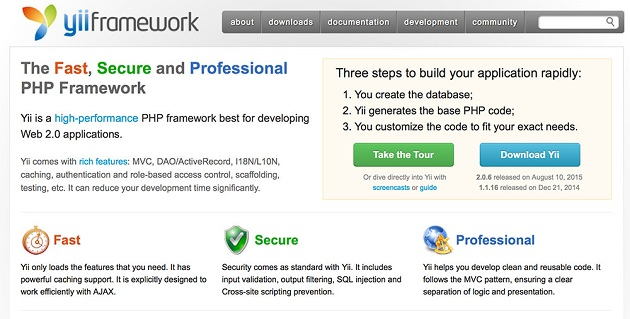 yiiframework
about
downloads
documentation
development
community
The Fast, Secure and Professional
PHP Framework
Yii is a high-performance PHP framework best for developing
Web 2.0 applications.
Yii comes with rich features: MVC, DAO/ActiveRecord, I18N/L10N,
caching, authentication and role-based access control, scaffolding,
testing, etc. It can reduce your development time significantly.
Three steps to build your application rapidly:
1. You create the database;
2. Yii generates the base PHP code;
3. You customize the code to fit your exact needs.
Take the Tour
Or dive directly into Yii with
screencasts or guide
Download Yii
2.0.6 released on August 10, 2015
1.1.16 released on Dec 21, 2014
Fast
Yii only loads the features that you need. It has
powerful caching support. It is explicitly designed to
work efficiently with AJAX.
Secure
Security comes as standard with Yii. It includes
input validation, output filtering, SQL injection and
Cross-site scripting prevention.
Professional
Yii helps you develop clean and reusable code. It
follows the MVC pattern, ensuring a clear
separation of logic and presentation.